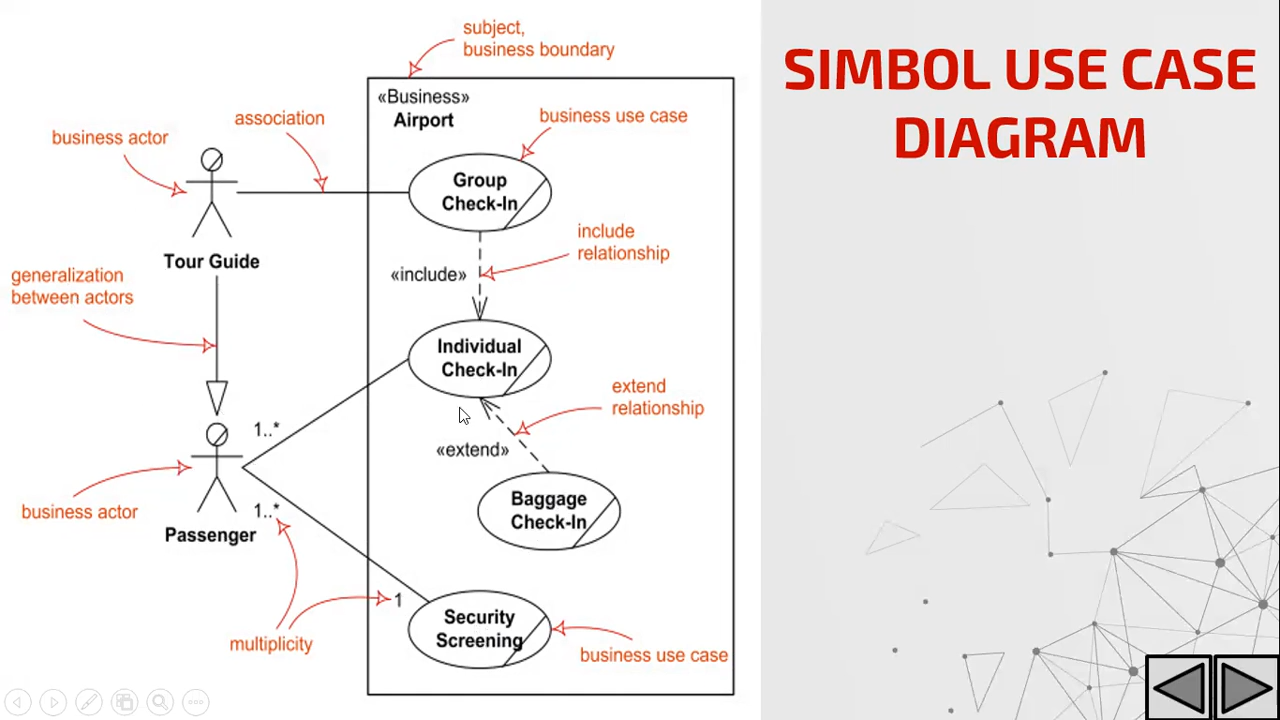 SIMBOL USE CASE
DIAGRAM
subject,
business boundary
«Business»
Airport
association
business use case
business actor
Group
Check-In
Tour Guide
include
relationship
«include»
generalization
between actors
Individual
Check-In
extend
relationship
1..*
«extend»
business actor
1..*
Passenger
Baggage
Check-In
1
Security
Screening
multiplicity
business use case